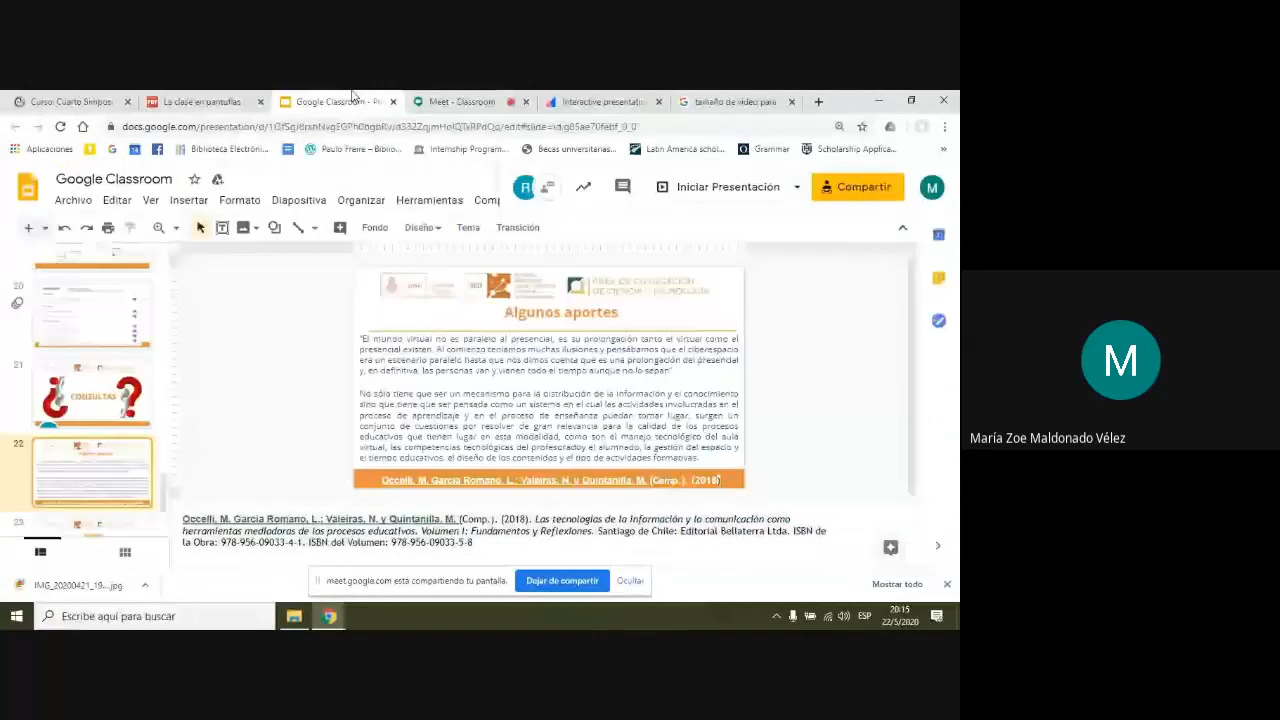 Curso: Cuarto Simposi
La clase en pantallas
Google Classroom - Pr
Meet - Classroom
Interactive presentatio
tamaño de video para
Aplicaciones
Biblioteca Electróni...
Paulo Freire – Biblio...
Internship Program...
Becas universitarias...
Latin America schol...
Grammar
Scholarship Applica...
Google Classroom
Iniciar Presentación
Compartir
M
Archivo Editar Ver Insertar Formato Diapositiva Organizar Herramientas Comp
Fondo Diseño Tema Transición
20
21
¿CONSULTAS?
22
23
Algunos aportes
"El mundo virtual no es paralelo al presencial, es su prolongación tanto el virtual como el
presencial existen. Al comienzo teníamos muchas ilusiones y pensábamos que el ciberespacio
era un escenario paralelo hasta que nos dimos cuenta que es una prolongación del presencial
y, en definitiva, las personas van y vienen todo el tiempo aunque no lo sepan"
No sólo tiene que ser un mecanismo para la distribución de la información y el conocimiento
sino que tiene que ser pensada como un sistema en el cual las actividades involucradas en el
proceso de aprendizaje y en el proceso de enseñanza puedan tomar lugar, surgen un
conjunto de cuestiones por resolver de gran relevancia para la calidad de los procesos
educativos que tienen lugar en esta modalidad, como son el manejo tecnológico del aula
virtual, las competencias tecnológicas del profesorado y el alumnado, la gestión del espacio y
el tiempo educativos, el diseño de los contenidos y el tipo de actividades formativas.
Occelli, M. García Romano, L.; Valeiras, N. y Quintanilla, M. (Comp.). (2018)
Occelli, M. García Romano, L.; Valeiras, N. y Quintanilla, M. (Comp.). (2018). Las tecnologías de la información y la comunicación como
herramientas mediadoras de los procesos educativos. Volumen I: Fundamentos y Reflexiones. Santiago de Chile: Editorial Bellaterra Ltda. ISBN de
la Obra: 978-956-09033-4-1. ISBN del Volumen: 978-956-09033-5-8
meet.google.com está compartiendo tu pantalla.
Dejar de compartir
Ocultar
IMG_20200421_19...jpg
Mostrar todo
Escribe aquí para buscar
ESP
20:15
22/5/2020
M
María Zoe Maldonado Vélez